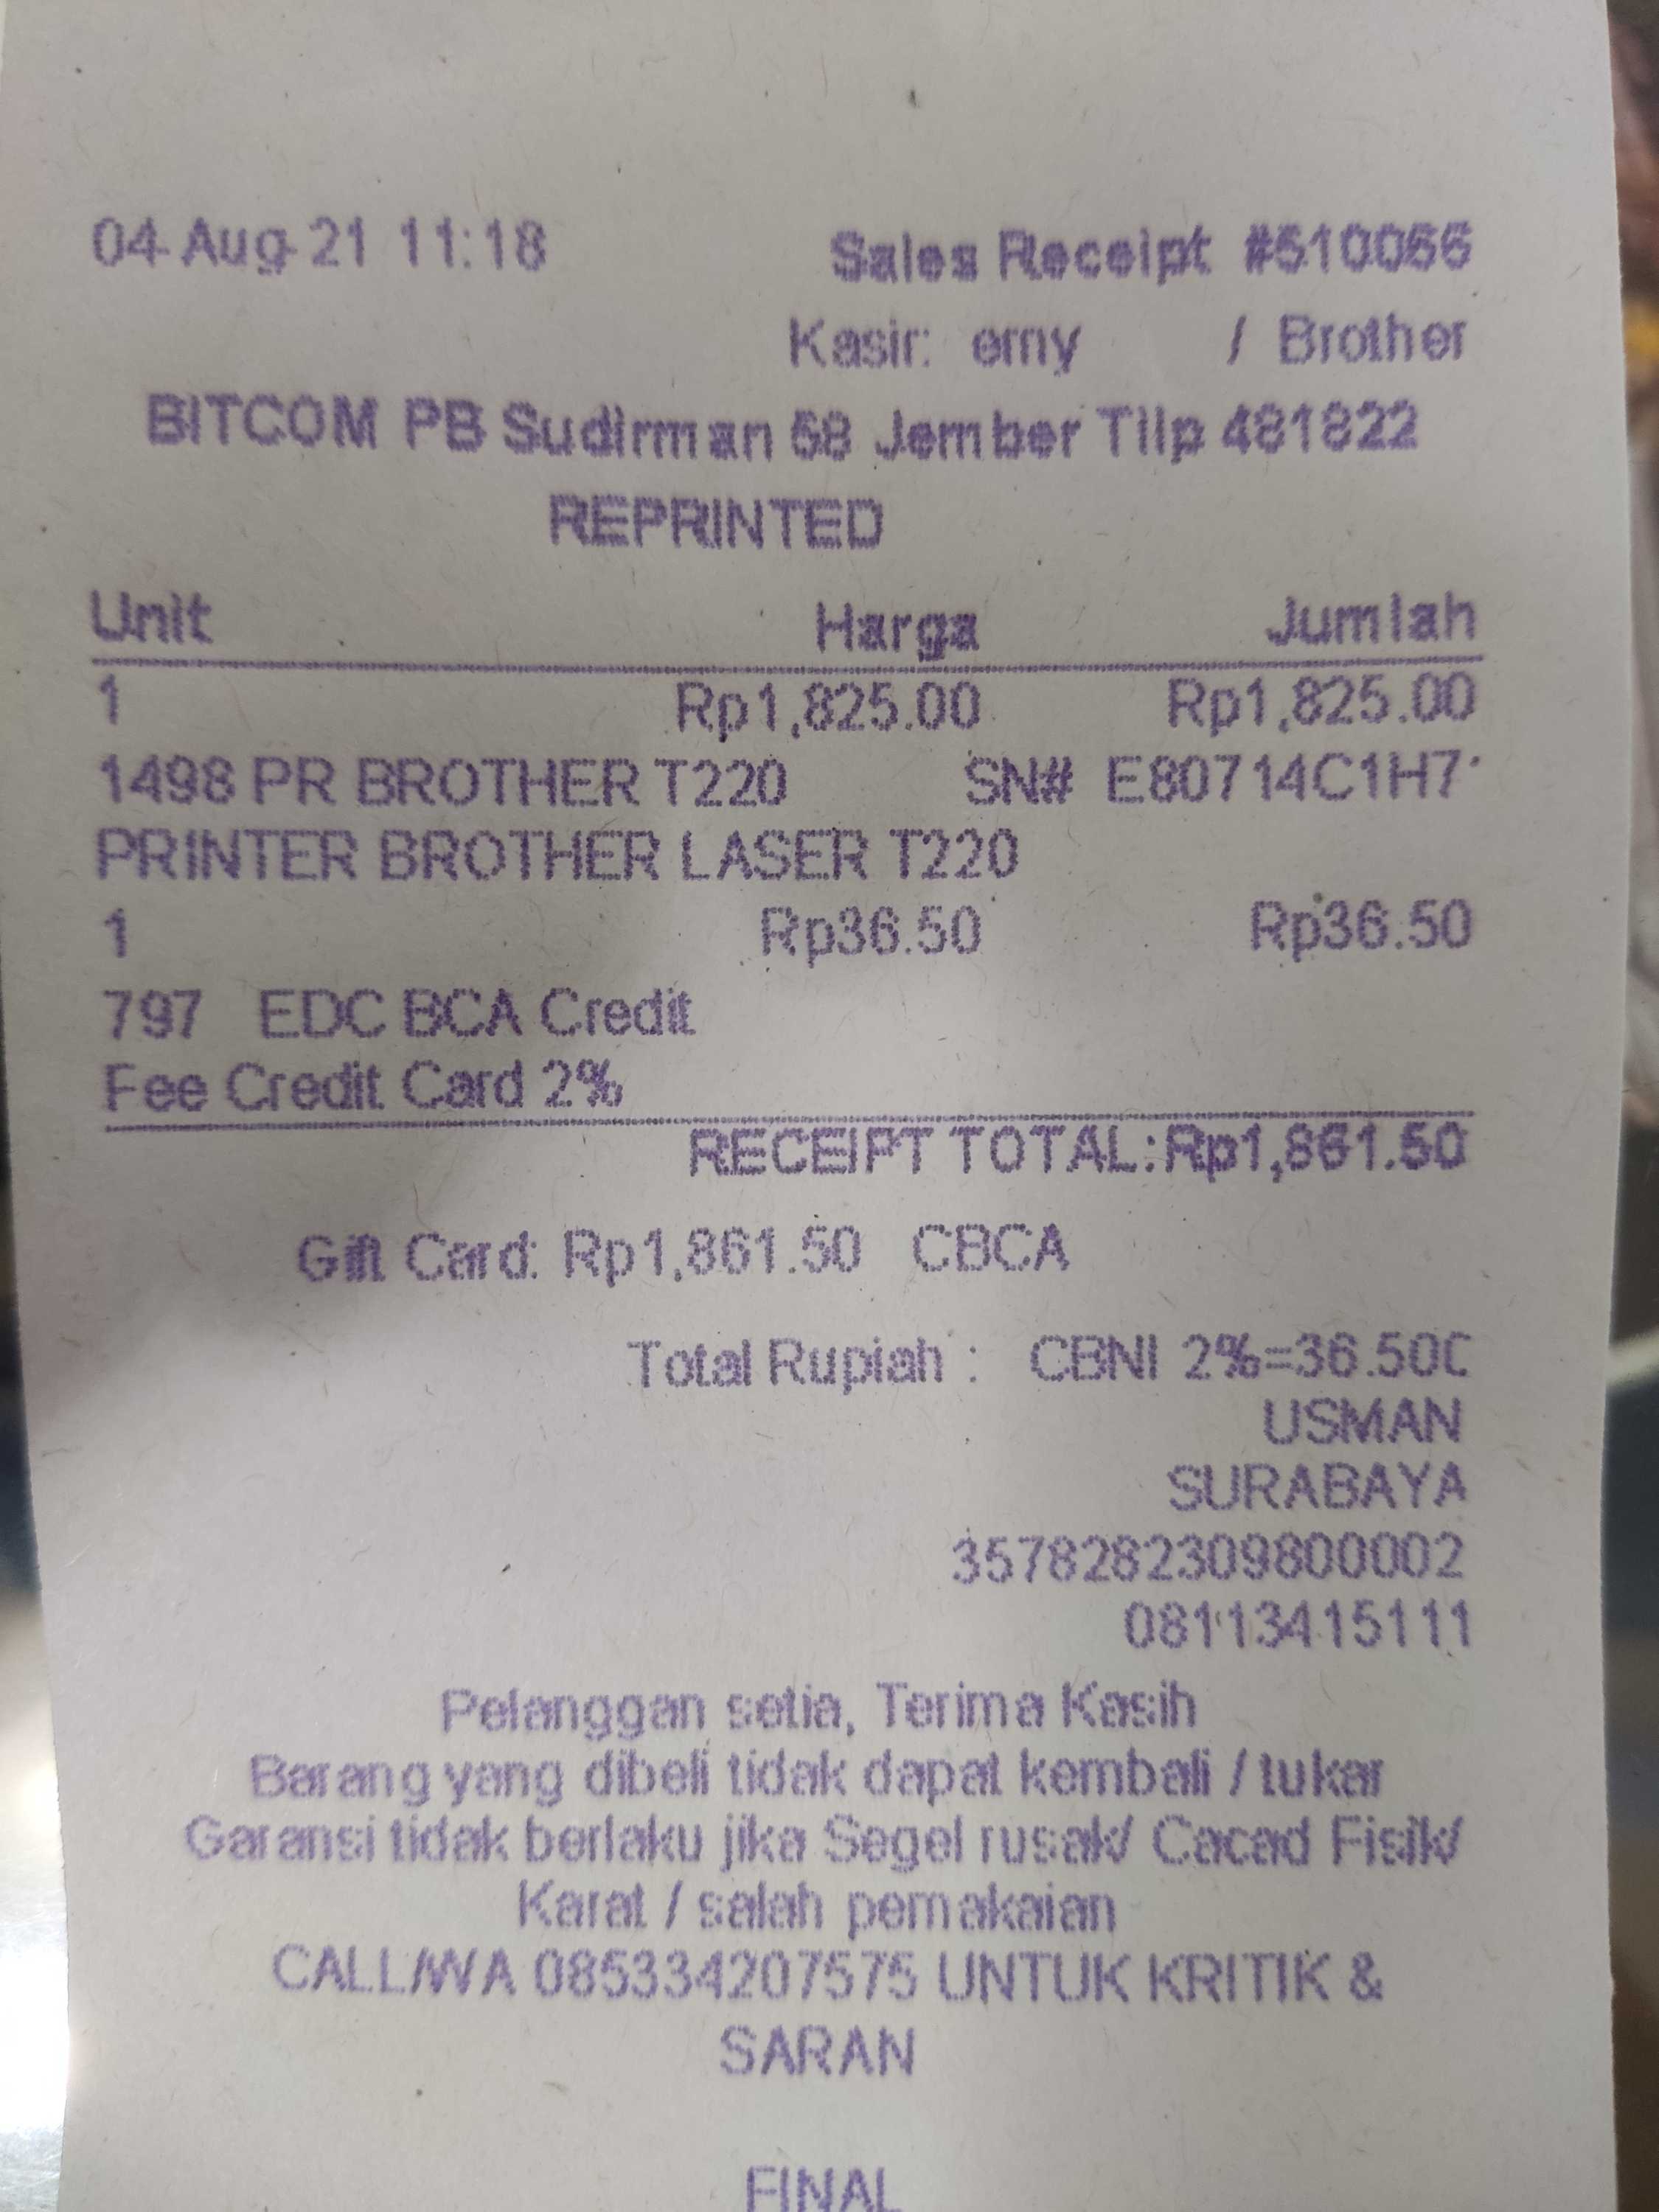 04 Aug 21 11:18 Sales Receipt #510066
Kasir: erny / Brother
BITCOM PB Sudirman 58 Jember Tilp 481822
REPRINTED
Unit Harga Jumlah
1 Rp1,825.00 Rp1,825.00
1498 PR BROTHER T220 SN# E80714C1H7
PRINTER BROTHER LASER T220
1 Rp36.50 Rp36.50
797 EDC BCA Credit
Fee Credit Card 2%
RECEIPT TOTAL: Rp1,861.50
Gift Card: Rp1,861.50 CBCA
Total Rupiah : CBNI 2%=36.50
USMAN
SURABAYA
3578282309800002
08113415111
Pelanggan setia, Terima Kasih
Barang yang dibeli tidak dapat kembali / tukar
Garansi tidak berlaku jika Segel rusak/ Cacad Fisik/
Karat / salah pemakaian
CALL/WA 085334207575 UNTUK KRITIK &
SARAN
FINAL